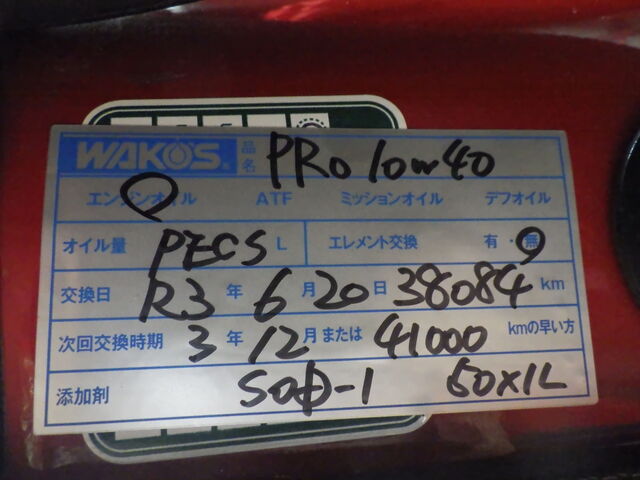 WAKO'S 品名 PRO 10w40
エンジンオイル ATF ミッションオイル デフオイル
オイル量 PECS L エレメント交換 有・無
交換日 R3 年 6 月 20 日 38084 km
次回交換時期 3 年 12 月または 41000 kmの早い方
添加剤 SOD-1 50×1L